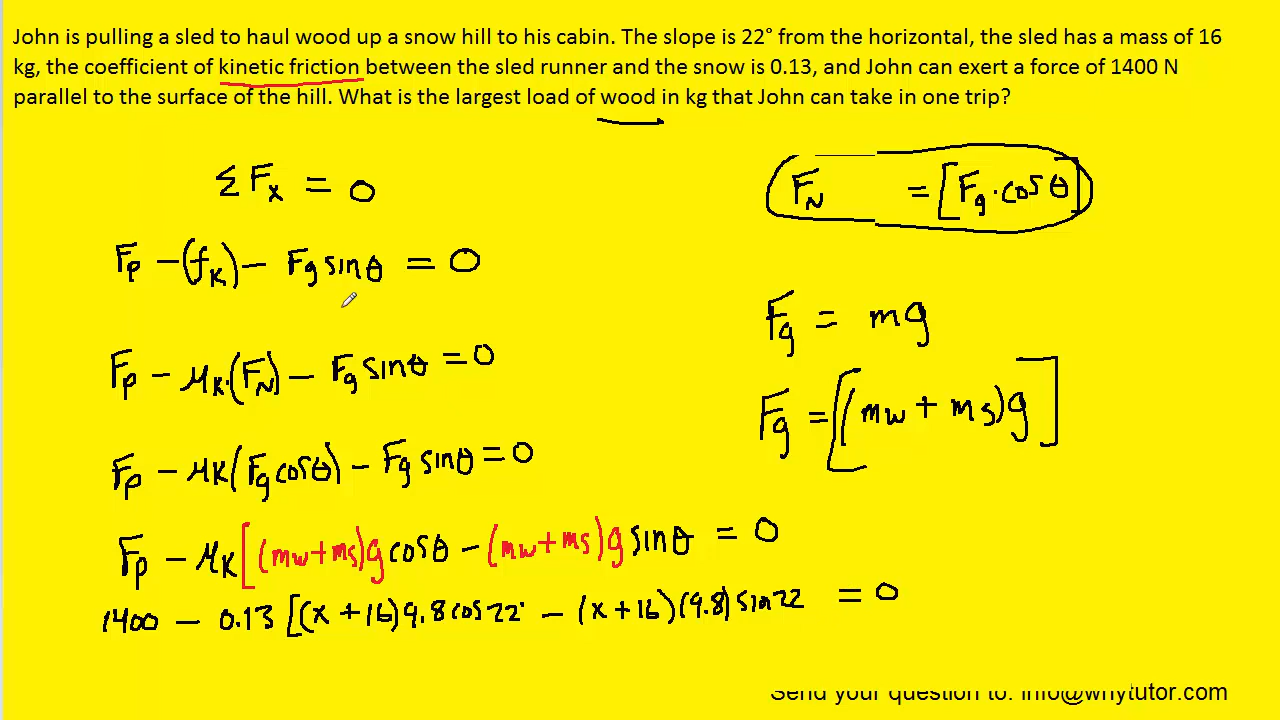 John is pulling a sled to haul wood up a snow hill to his cabin. The slope is 22° from the horizontal, the sled has a mass of 16
kg, the coefficient of kinetic friction between the sled runner and the snow is 0.13, and John can exert a force of 1400 N
parallel to the surface of the hill. What is the largest load of wood in kg that John can take in one trip?
ΣFx = 0
FN = [Fg·cosθ]
Fp - (fK) - Fg sinθ = 0
Fg = mg
Fp - μK·(FN) - Fg sinθ = 0
Fg = [(mw + ms)g]
Fp - μK(Fg cosθ) - Fg sinθ = 0
Fp - μK[(mw+ms)g cosθ - (mw+ms)g sinθ = 0
1400 - 0.13 [(x + 16)9.8 cos22° - (x + 16)(9.8) sin22 = 0
Send your question to: info@whytutor.com